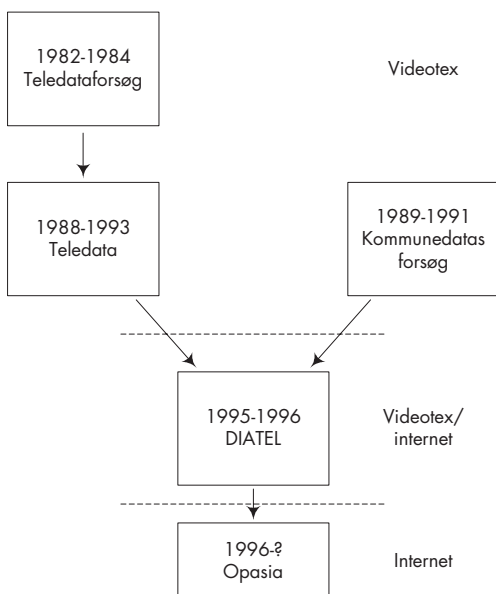 1982-1984
Teledataforsøg
Videotex
1988-1993
Teledata
1989-1991
Kommunedatas
forsøg
1995-1996
DIATEL
Videotex/
internet
1996-?
Opasia
Internet